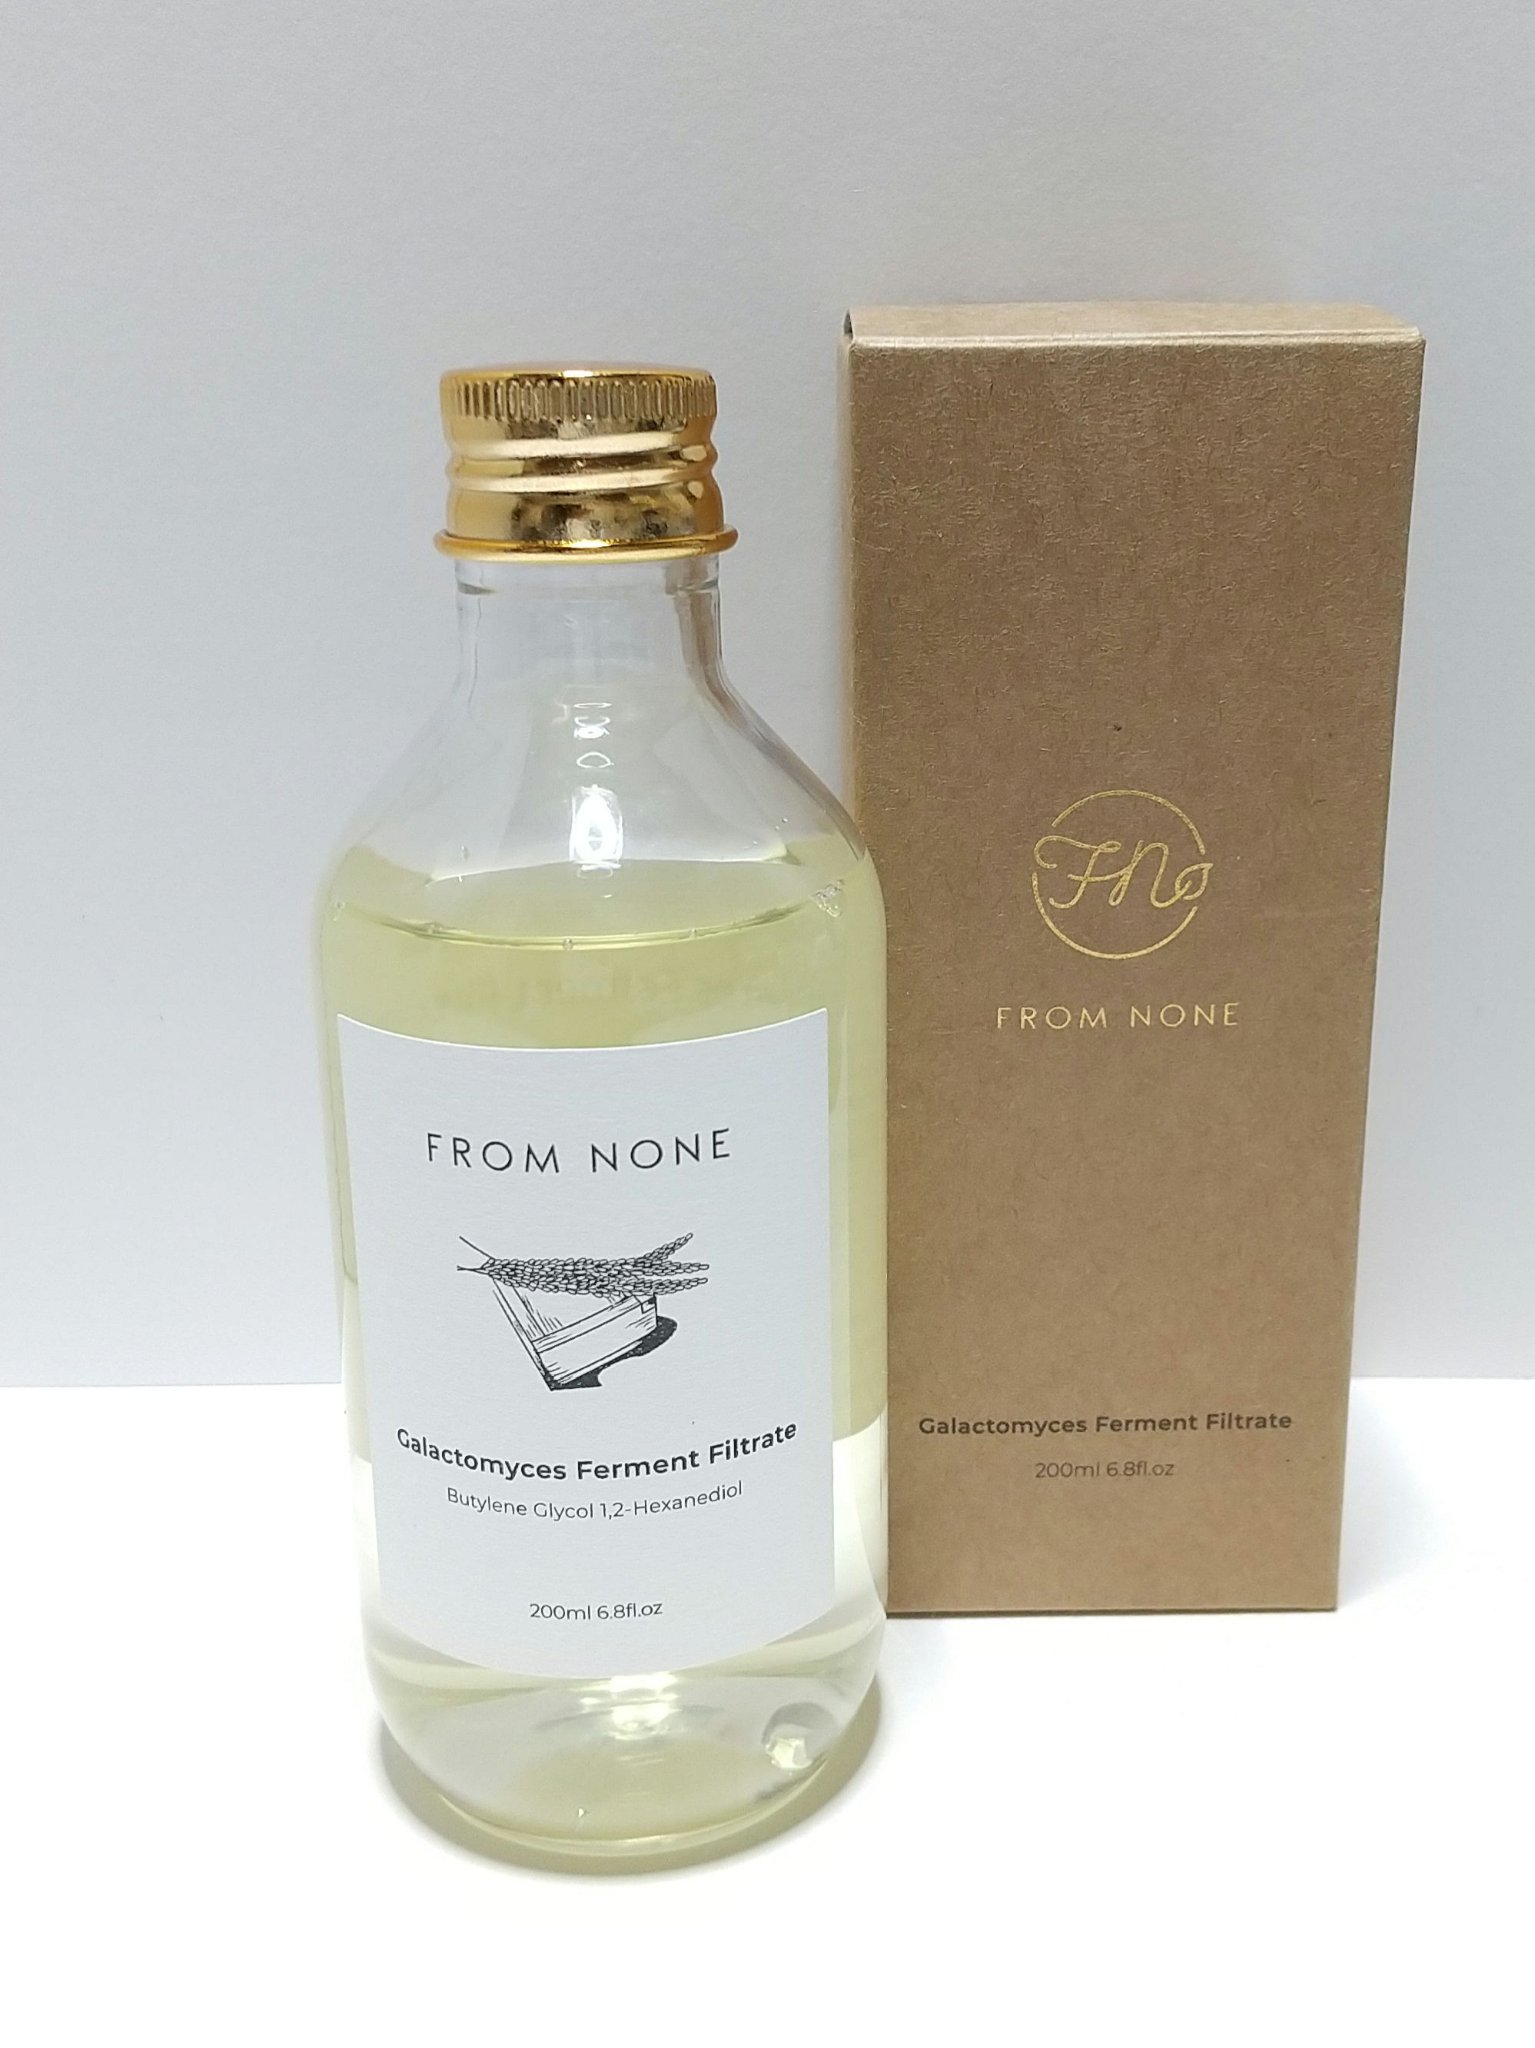 FROM NONE
Galactomyces Ferment Filtrate
Butylene Glycol 1,2-Hexanediol
200ml 6.8fl.oz
FN
FROM NONE
Galactomyces Ferment Filtrate
200ml 6.8fl.oz